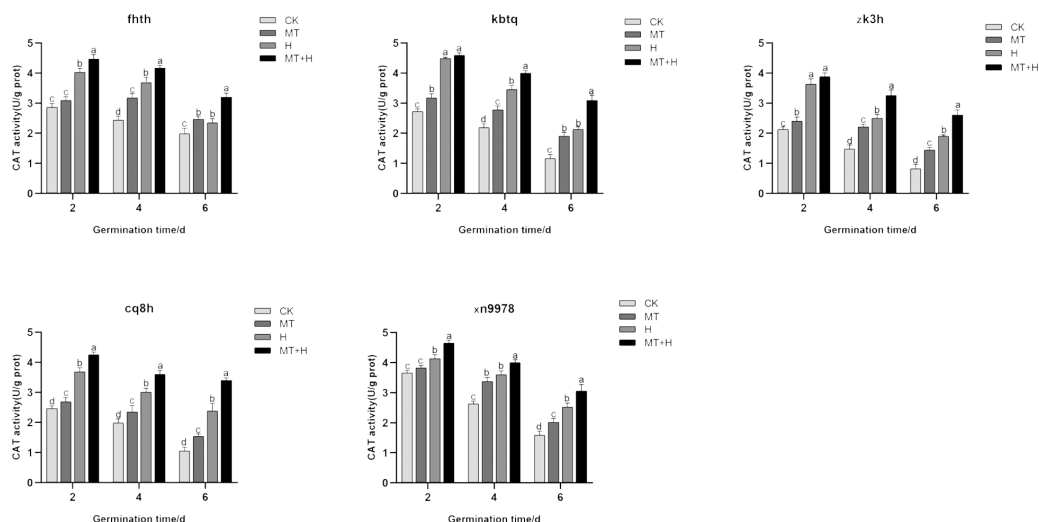 fhth
CK
MT
H
MT+H
CAT activity(U/g prot)
5
4
3
2
1
0
c c b a
d c b a
c b b a
2 4 6
Germination time/d
kbtq
CK
MT
H
MT+H
CAT activity(U/g prot)
5
4
3
2
1
0
c b a a
d c b a
c b b a
2 4 6
Germination time/d
zk3h
CK
MT
H
MT+H
CAT activity(U/g prot)
5
4
3
2
1
0
c b a a
d c b a
d c b a
2 4 6
Germination time/d
cq8h
CK
MT
H
MT+H
CAT activity(U/g prot)
5
4
3
2
1
0
d c b a
d c b a
d c b a
2 4 6
Germination time/d
xn9978
CK
MT
H
MT+H
CAT activity(U/g prot)
5
4
3
2
1
0
c c b a
c b b a
d c b a
2 4 6
Germination time/d